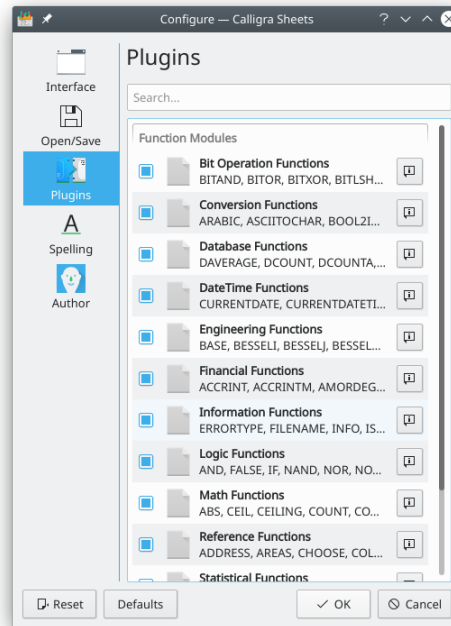 Configure — Calligra Sheets
?
Interface
Open/Save
Plugins
Spelling
Author
Plugins
Search...
Function Modules
Bit Operation Functions
BITAND, BITOR, BITXOR, BITLSH...
Conversion Functions
ARABIC, ASCIITOCHAR, BOOL2I...
Database Functions
DAVERAGE, DCOUNT, DCOUNTA,...
DateTime Functions
CURRENTDATE, CURRENTDATETI...
Engineering Functions
BASE, BESSELI, BESSELJ, BESSEL...
Financial Functions
ACCRINT, ACCRINTM, AMORDEG...
Information Functions
ERRORTYPE, FILENAME, INFO, IS...
Logic Functions
AND, FALSE, IF, NAND, NOR, NO...
Math Functions
ABS, CEIL, CEILING, COUNT, CO...
Reference Functions
ADDRESS, AREAS, CHOOSE, COL...
Statistical Functions
Reset
Defaults
OK
Cancel